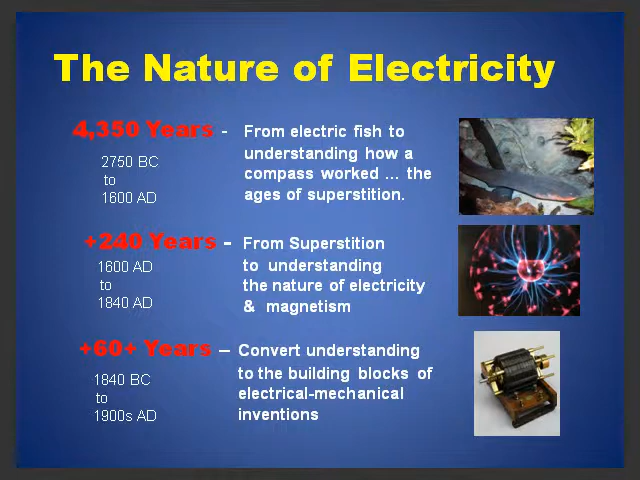 The Nature of Electricity
4,350 Years - From electric fish to
understanding how a
2750 BC
compass worked ... the
to
ages of superstition.
1600 AD
+240 Years - From Superstition
1600 AD
to understanding
to
the nature of electricity
1840 AD
& magnetism
+60+ Years – Convert understanding
1840 BC
to the building blocks of
to
electrical-mechanical
1900s AD
inventions